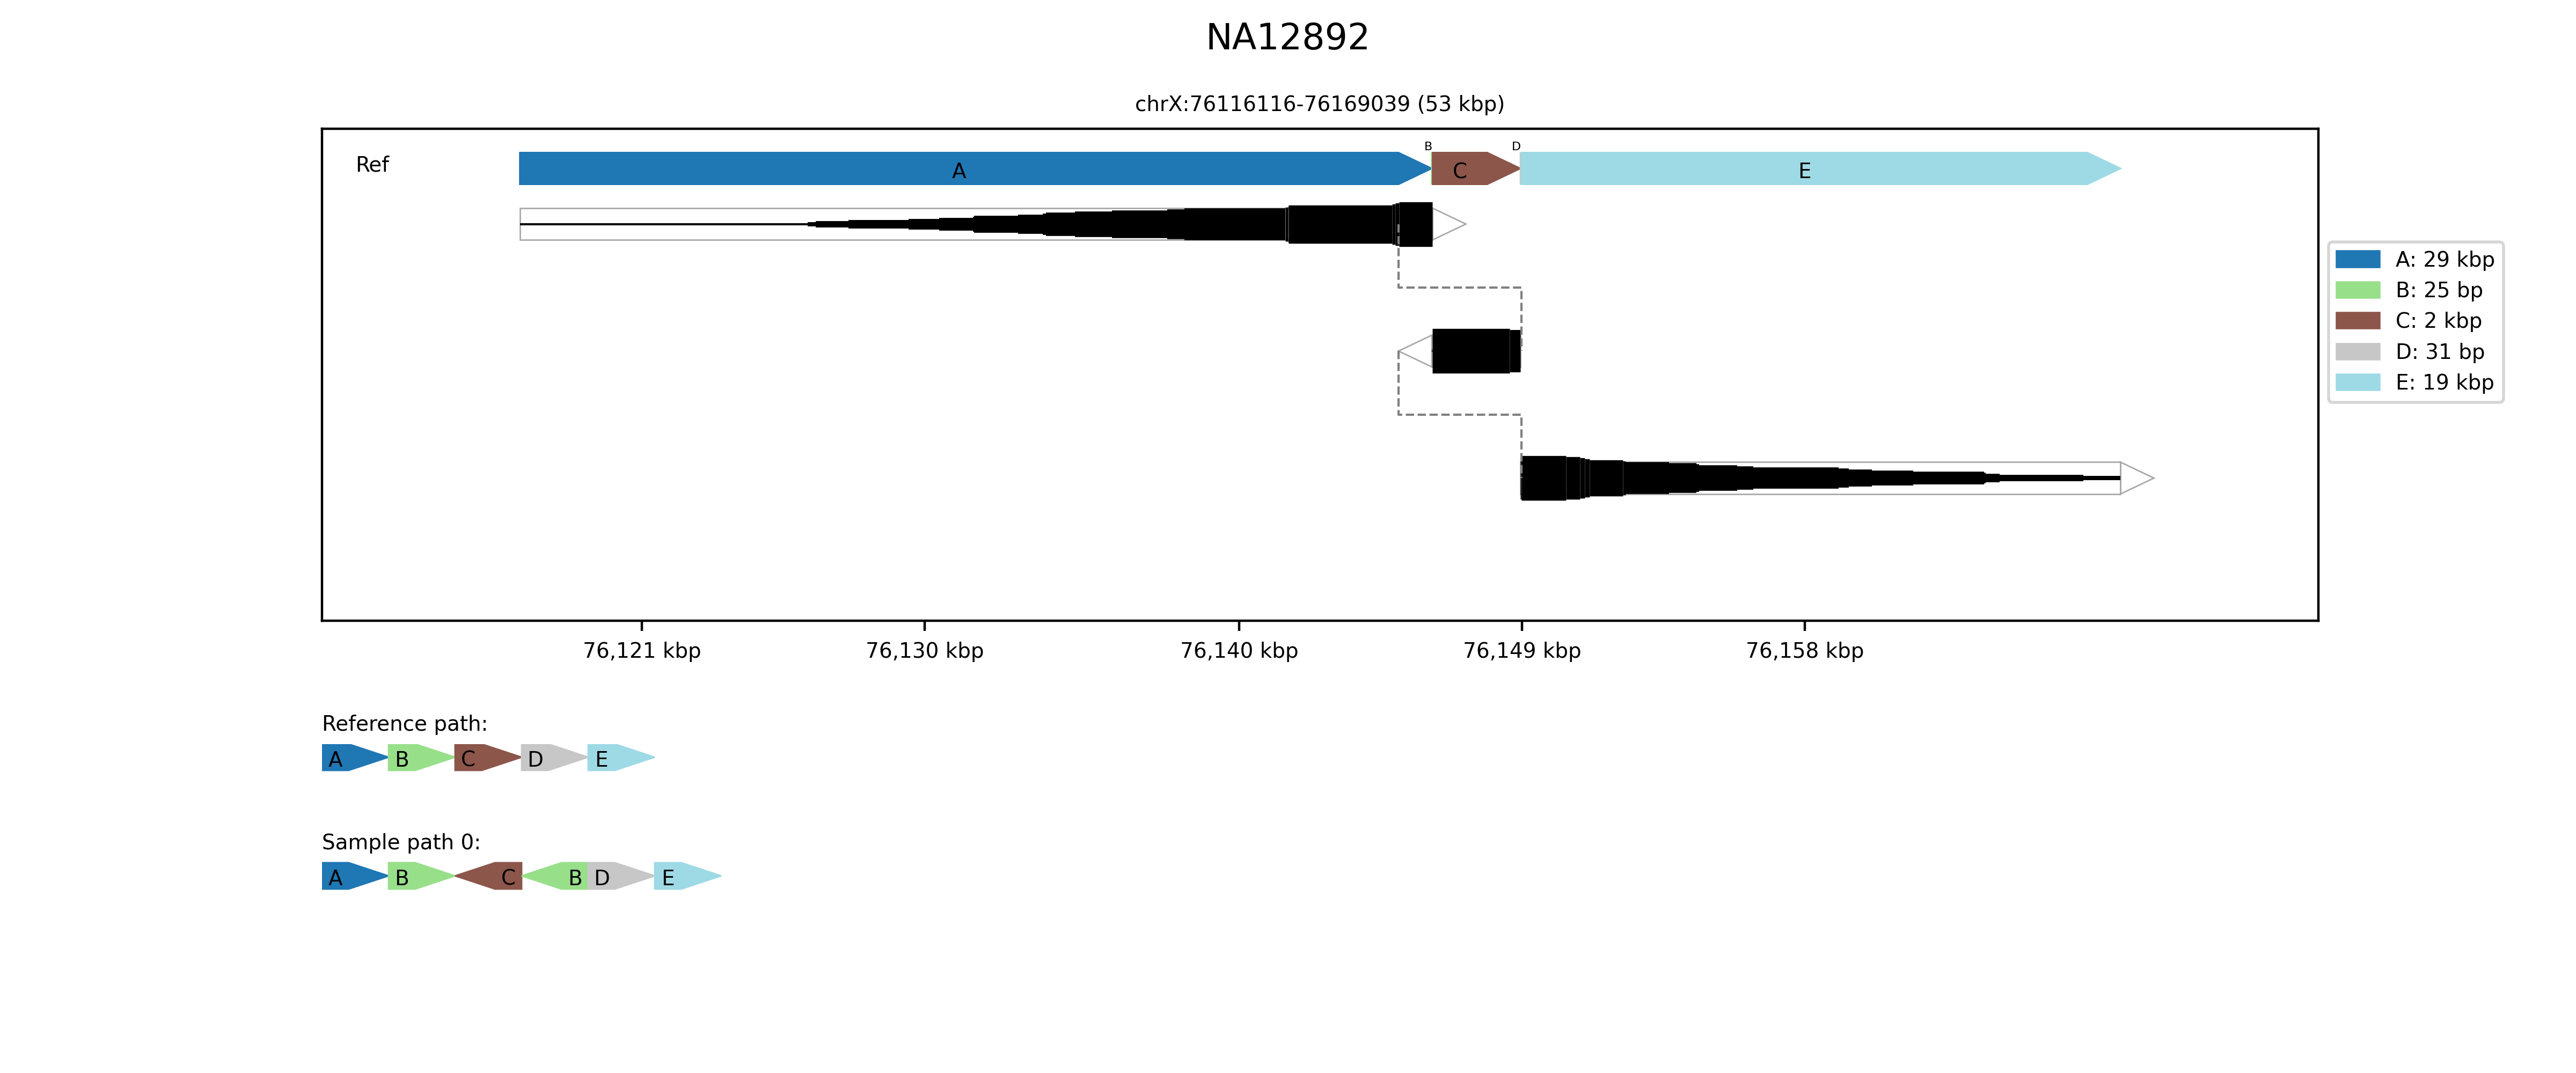 NA12892
chrX:76116116-76169039 (53 kbp)
Ref
A
B
C
D
E
A: 29 kbp
B: 25 bp
C: 2 kbp
D: 31 bp
E: 19 kbp
76,121 kbp 76,130 kbp 76,140 kbp 76,149 kbp 76,158 kbp
Reference path:
A B C D E
Sample path 0:
A B C B D E